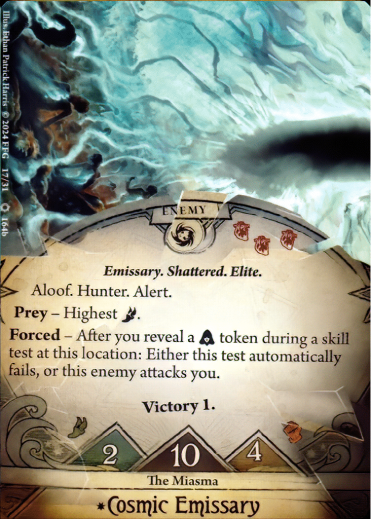 Illus. Ethan Patrick Harris © 2024 FFG 17/31 164b
ENEMY
Emissary. Shattered. Elite.
Aloof. Hunter. Alert.
Prey – Highest .
Forced – After you reveal a token during a skill
test at this location: Either this test automatically
fails, or this enemy attacks you.
Victory 1.
2 10 4
The Miasma
*Cosmic Emissary